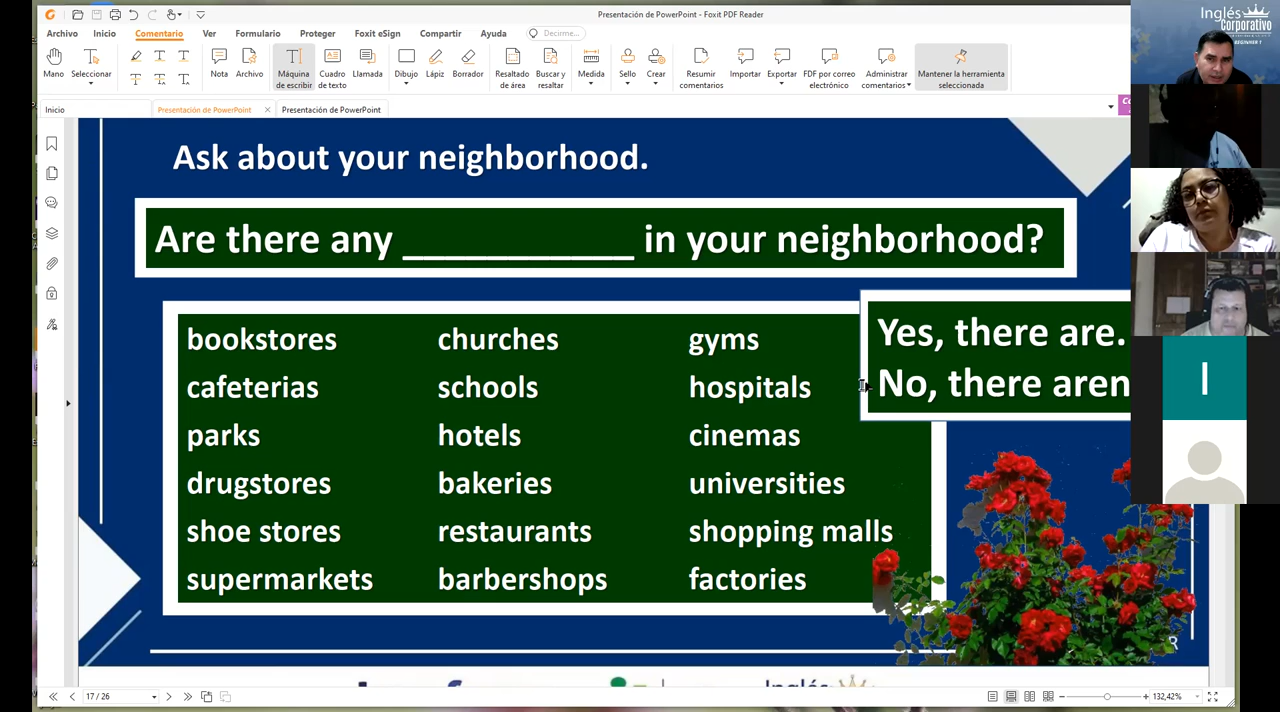 Presentación de PowerPoint - Foxit PDF Reader
Archivo Inicio Comentario Ver Formulario Proteger Foxit eSign Compartir Ayuda Decirme...
Mano
Seleccionar
Nota
Archivo
Máquina de escribir
Cuadro de texto
Llamada
Dibujo
Lápiz
Borrador
Resaltado de área
Buscar y resaltar
Medida
Sello
Crear
Resumir comentarios
Importar
Exportar
FDF por correo electrónico
Administrar comentarios
Mantener la herramienta seleccionada
Inicio
Presentación de PowerPoint
Presentación de PowerPoint
Ask about your neighborhood.
Are there any ____________ in your neighborhood?
bookstores churches gyms
cafeterias schools hospitals
parks hotels cinemas
drugstores bakeries universities
shoe stores restaurants shopping malls
supermarkets barbershops factories
Yes, there are.
No, there aren
Inglés
Corporativo
BEGINNER 1
I
R
Inglés
17 / 26
132,42%